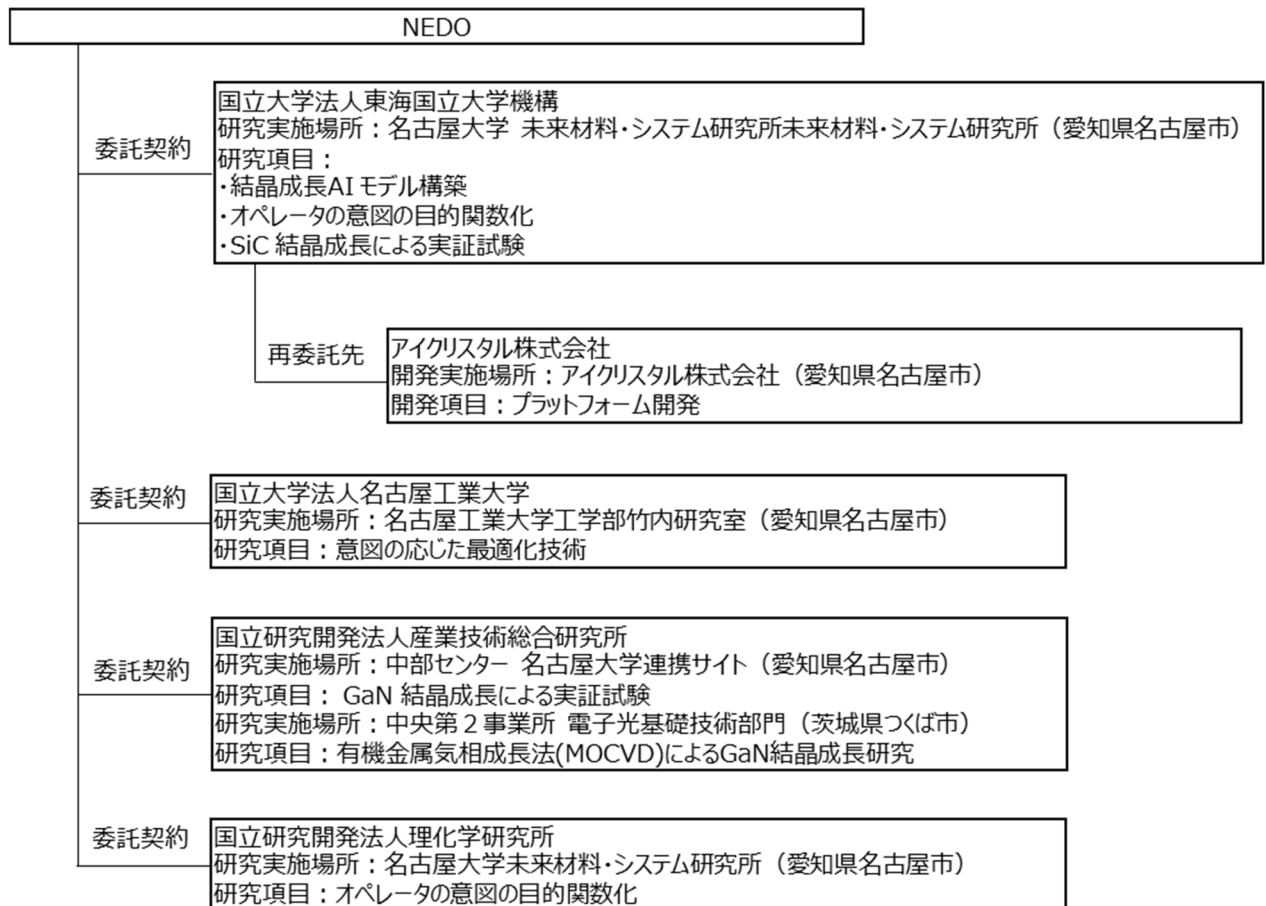 NEDO
委託契約
国立大学法人東海国立大学機構
研究実施場所：名古屋大学 未来材料・システム研究所未来材料・システム研究所（愛知県名古屋市）
研究項目：
・結晶成長AI モデル構築
・オペレータの意図の目的関数化
・SiC 結晶成長による実証試験
再委託先
アイクリスタル株式会社
開発実施場所：アイクリスタル株式会社（愛知県名古屋市）
開発項目：プラットフォーム開発
委託契約
国立大学法人名古屋工業大学
研究実施場所：名古屋工業大学工学部竹内研究室（愛知県名古屋市）
研究項目：意図の応じた最適化技術
委託契約
国立研究開発法人産業技術総合研究所
研究実施場所：中部センター 名古屋大学連携サイト（愛知県名古屋市）
研究項目： GaN 結晶成長による実証試験
研究実施場所：中央第２事業所 電子光基礎技術部門（茨城県つくば市）
研究項目：有機金属気相成長法(MOCVD)によるGaN結晶成長研究
委託契約
国立研究開発法人理化学研究所
研究実施場所：名古屋大学未来材料・システム研究所（愛知県名古屋市）
研究項目：オペレータの意図の目的関数化